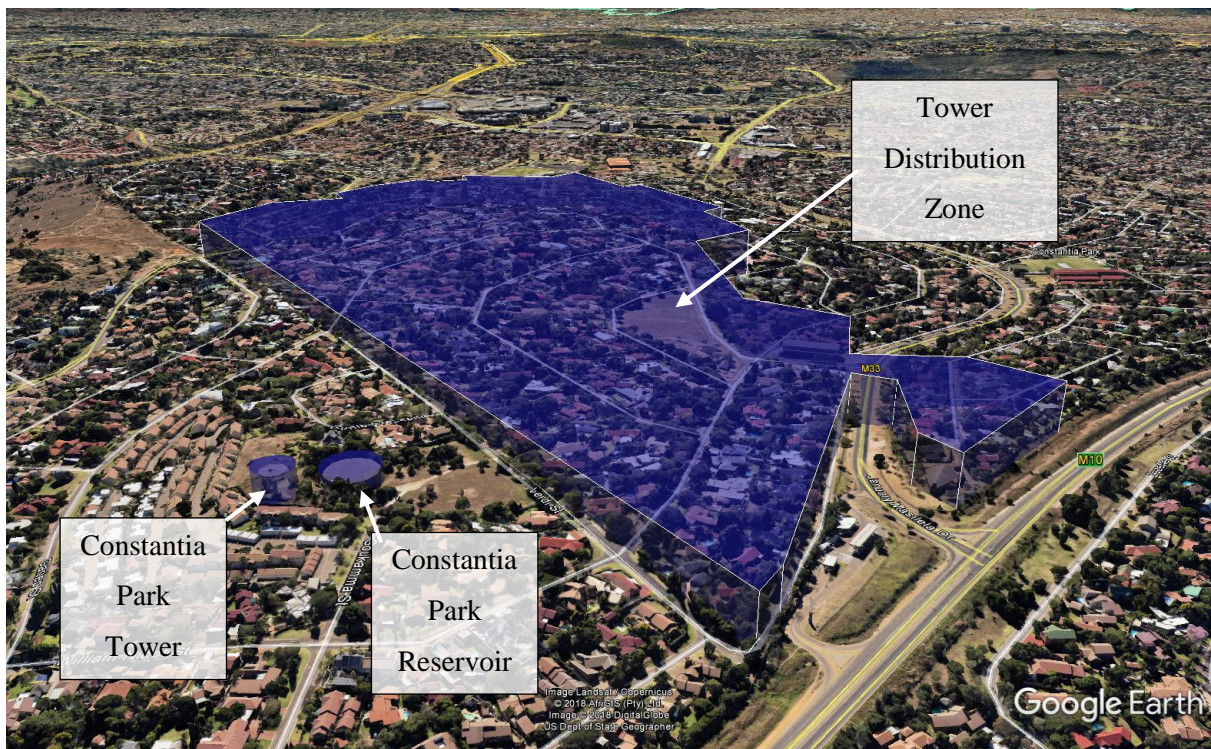 Tower
Distribution
Zone
Constantia Park
M33
M10
Constantia
Park
Tower
Constantia
Park
Reservoir
Image Landsat / Copernicus
© 2018 AfriGIS (Pty) Ltd.
Image © 2018 DigitalGlobe
US Dept of State Geographer
Google Earth